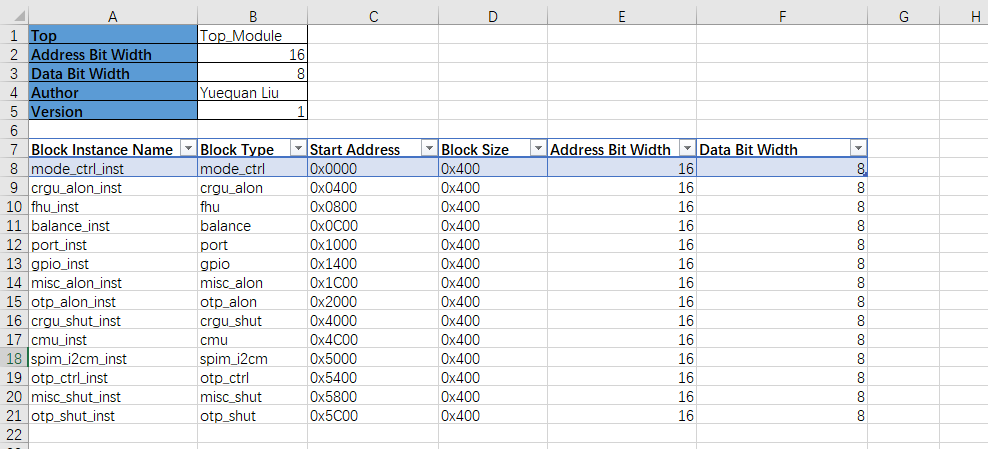 A B C D E F G H
1 Top Top_Module
2 Address Bit Width 16
3 Data Bit Width 8
4 Author Yuequan Liu
5 Version 1
6
7 Block Instance Name Block Type Start Address Block Size Address Bit Width Data Bit Width
8 mode_ctrl_inst mode_ctrl 0x0000 0x400 16 8
9 crgu_alon_inst crgu_alon 0x0400 0x400 16 8
10 fhu_inst fhu 0x0800 0x400 16 8
11 balance_inst balance 0x0C00 0x400 16 8
12 port_inst port 0x1000 0x400 16 8
13 gpio_inst gpio 0x1400 0x400 16 8
14 misc_alon_inst misc_alon 0x1C00 0x400 16 8
15 otp_alon_inst otp_alon 0x2000 0x400 16 8
16 crgu_shut_inst crgu_shut 0x4000 0x400 16 8
17 cmu_inst cmu 0x4C00 0x400 16 8
18 spim_i2cm_inst spim_i2cm 0x5000 0x400 16 8
19 otp_ctrl_inst otp_ctrl 0x5400 0x400 16 8
20 misc_shut_inst misc_shut 0x5800 0x400 16 8
21 otp_shut_inst otp_shut 0x5C00 0x400 16 8
22